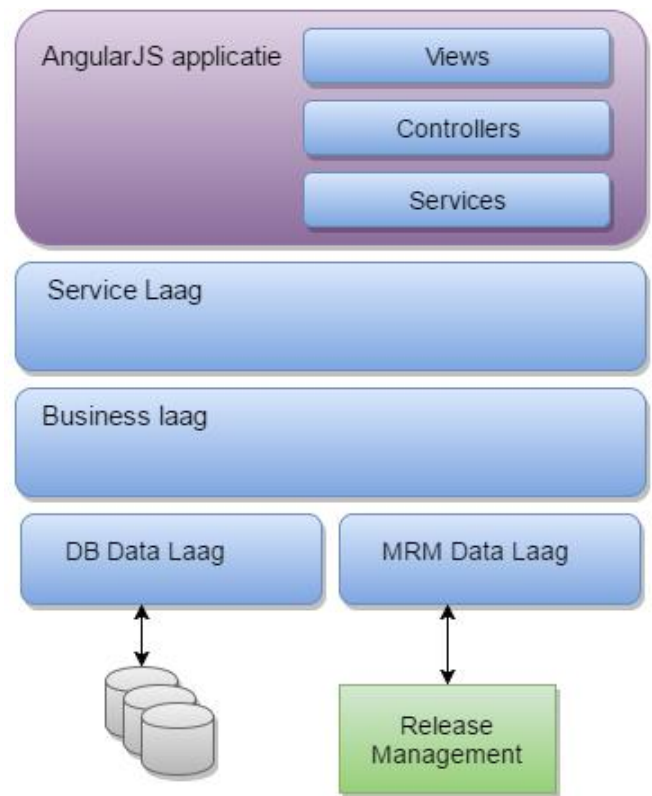 AngularJS applicatie
Views
Controllers
Services
Service Laag
Business laag
DB Data Laag
MRM Data Laag
Release
Management